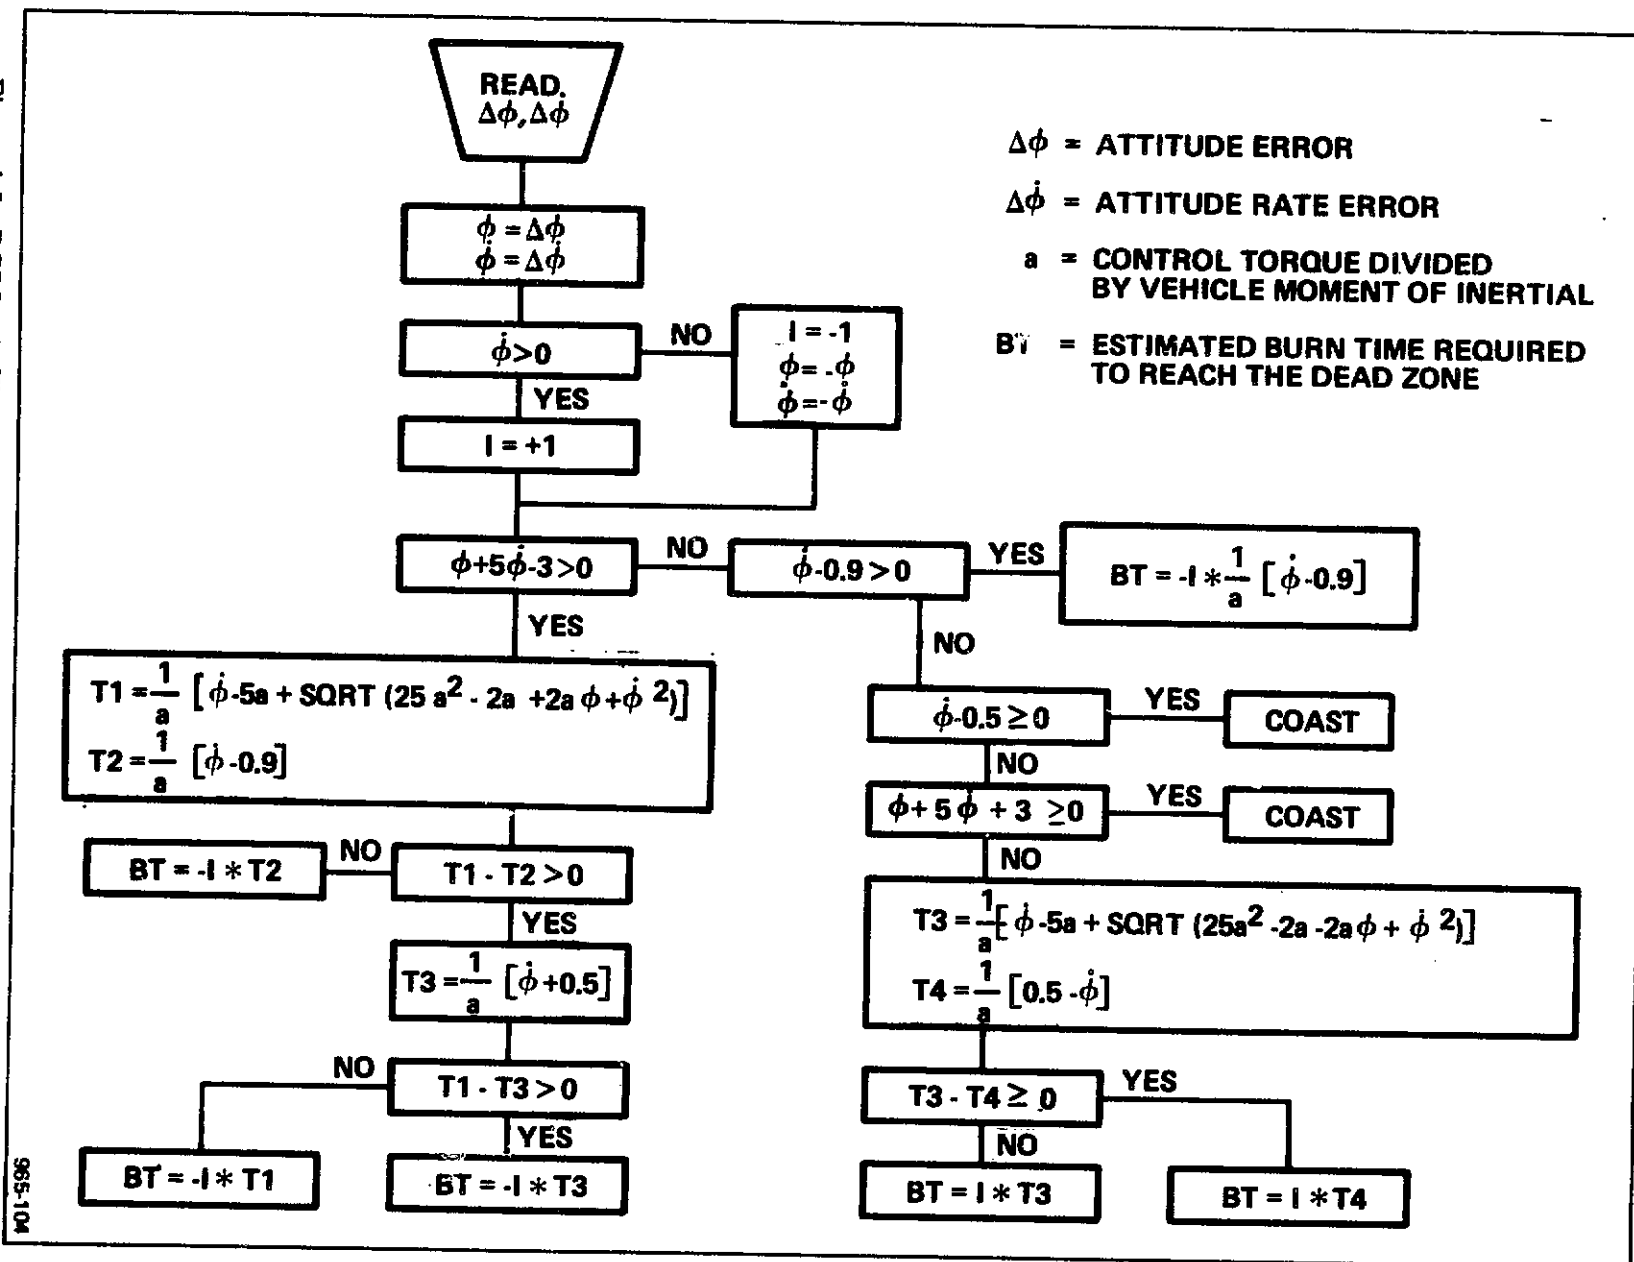 READ.
Δϕ, Δϕ̇
ϕ = Δϕ
ϕ̇ = Δϕ̇
ϕ̇>0
NO
I = -1
ϕ = -ϕ
ϕ̇ = -ϕ̇
YES
I = +1
Δϕ = ATTITUDE ERROR
Δϕ̇ = ATTITUDE RATE ERROR
a = CONTROL TORQUE DIVIDED
BY VEHICLE MOMENT OF INERTIAL
BT = ESTIMATED BURN TIME REQUIRED
TO REACH THE DEAD ZONE
ϕ+5ϕ̇-3>0
NO
ϕ̇-0.9>0
YES
BT = -I * 1/a [ϕ̇-0.9]
YES
NO
T1 = 1/a [ϕ̇-5a + SQRT (25 a² - 2a +2a ϕ+ϕ̇ ²)]
T2 = 1/a [ϕ̇-0.9]
ϕ̇-0.5 ≥ 0
YES
COAST
NO
ϕ+ 5 ϕ̇ + 3 ≥0
YES
COAST
NO
BT = -I * T2
NO
T1 - T2 >0
YES
T3 = 1/a [ϕ̇+0.5]
T3 = 1/a [ϕ̇-5a + SQRT (25a² -2a -2a ϕ + ϕ̇ ²)]
T4 = 1/a [0.5 -ϕ̇]
NO
T1 - T3 >0
YES
BT = -I * T1
BT = -I * T3
T3 - T4 ≥ 0
YES
NO
BT = I * T3
BT = I * T4
965-104